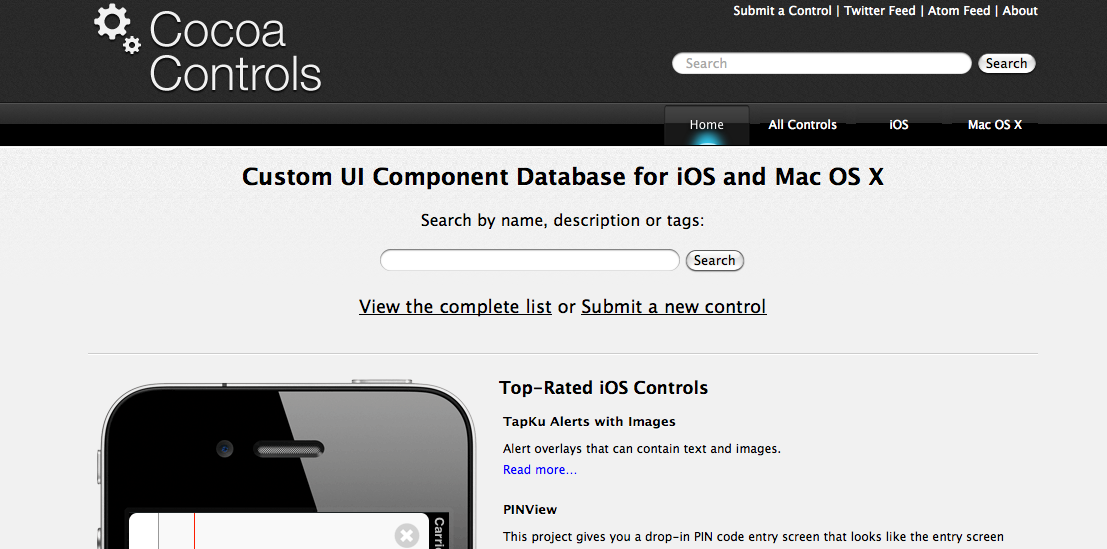 Cocoa
Controls
Submit a Control | Twitter Feed | Atom Feed | About
Search Search
Home All Controls iOS Mac OS X
Custom UI Component Database for iOS and Mac OS X
Search by name, description or tags:
Search
View the complete list or Submit a new control
Top-Rated iOS Controls
TapKu Alerts with Images
Alert overlays that can contain text and images.
Read more...
PINView
This project gives you a drop-in PIN code entry screen that looks like the entry screen